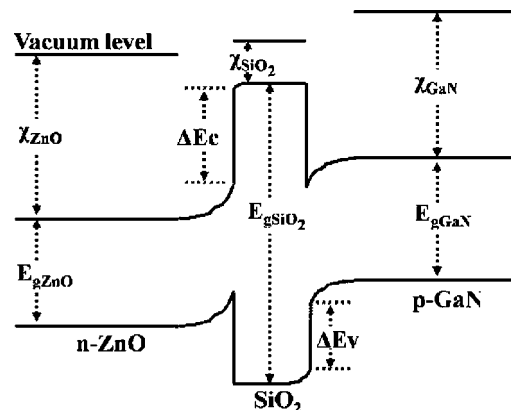 Vacuum level
χSiO₂
χGaN
χZnO
ΔEc
EgSiO₂
EgGaN
EgZnO
p-GaN
n-ZnO
ΔEv
SiO₂